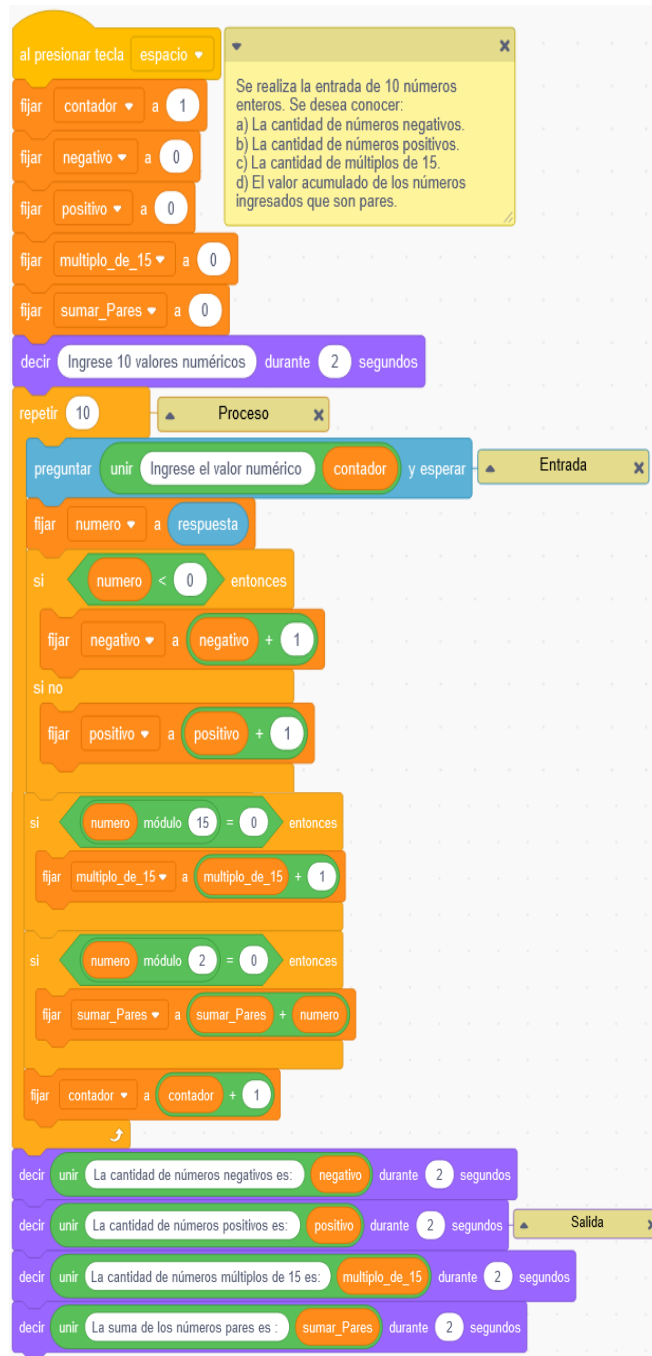 al presionar tecla espacio
Se realiza la entrada de 10 números
enteros. Se desea conocer:
a) La cantidad de números negativos.
b) La cantidad de números positivos.
c) La cantidad de múltiplos de 15.
d) El valor acumulado de los números
ingresados que son pares.
fijar contador a 1
fijar negativo a 0
fijar positivo a 0
fijar multiplo_de_15 a 0
fijar sumar_Pares a 0
decir Ingrese 10 valores numéricos durante 2 segundos
repetir 10 Proceso
preguntar unir Ingrese el valor numérico contador y esperar Entrada
fijar numero a respuesta
si numero < 0 entonces
fijar negativo a negativo + 1
si no
fijar positivo a positivo + 1
si numero módulo 15 = 0 entonces
fijar multiplo_de_15 a multiplo_de_15 + 1
si numero módulo 2 = 0 entonces
fijar sumar_Pares a sumar_Pares + numero
fijar contador a contador + 1
decir unir La cantidad de números negativos es: negativo durante 2 segundos
decir unir La cantidad de números positivos es: positivo durante 2 segundos Salida
decir unir La cantidad de números múltiplos de 15 es: multiplo_de_15 durante 2 segundos
decir unir La suma de los números pares es : sumar_Pares durante 2 segundos